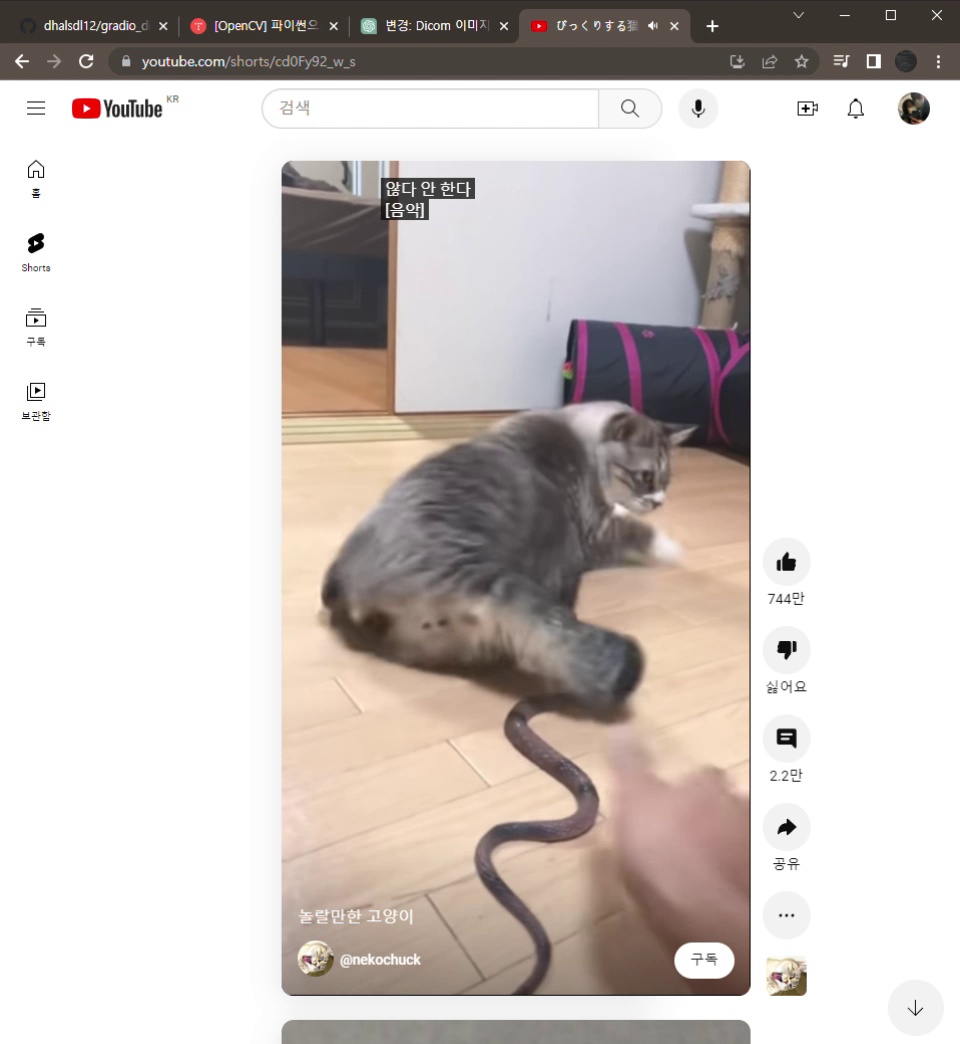 dhalsdl12/gradio_d
[OpenCV] 파이썬으
변경: Dicom 이미지
びっくりする猫
youtube.com/shorts/cd0Fy92_w_s
YouTube KR
검색
홈
Shorts
구독
보관함
않다 안 한다
[음악]
744만
싫어요
2.2만
공유
놀랄만한 고양이
@nekochuck
구독